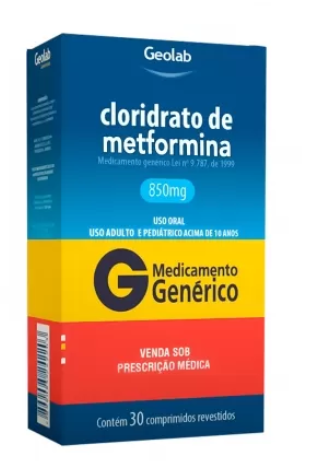 Geolab
cloridrato de
metformina
Medicamento genérico Lei nº 9.787, de 1999
850mg
USO ORAL
USO ADULTO E PEDIÁTRICO ACIMA DE 10 ANOS
G Medicamento
Genérico
VENDA SOB
PRESCRIÇÃO MÉDICA
Contém 30 comprimidos revestidos
Geolab